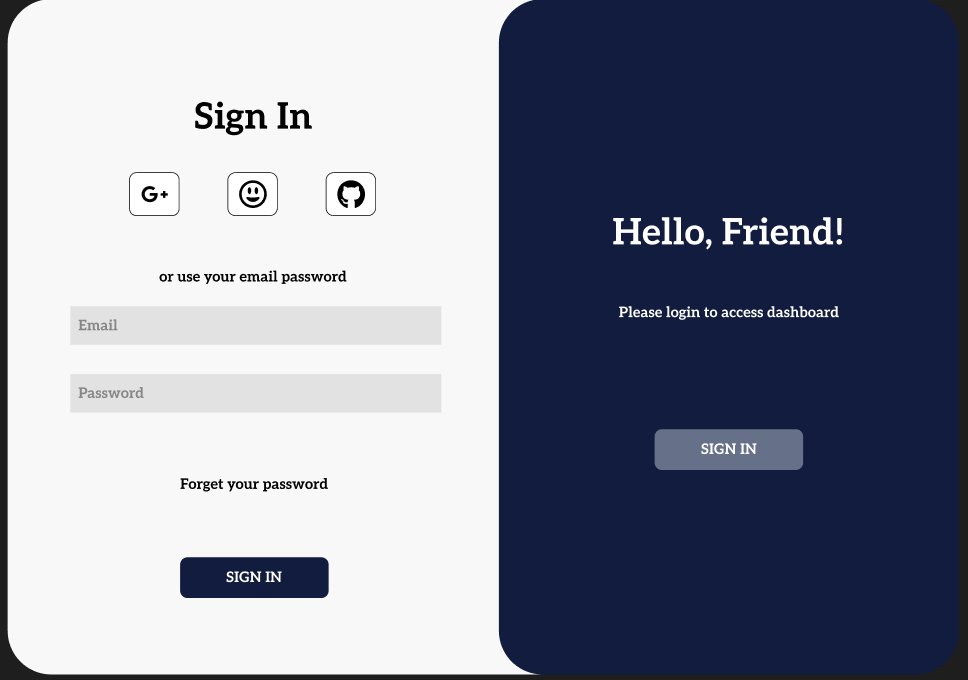 Sign In
G+
or use your email password
Email
Password
Forget your password
SIGN IN
Hello, Friend!
Please login to access dashboard
SIGN IN